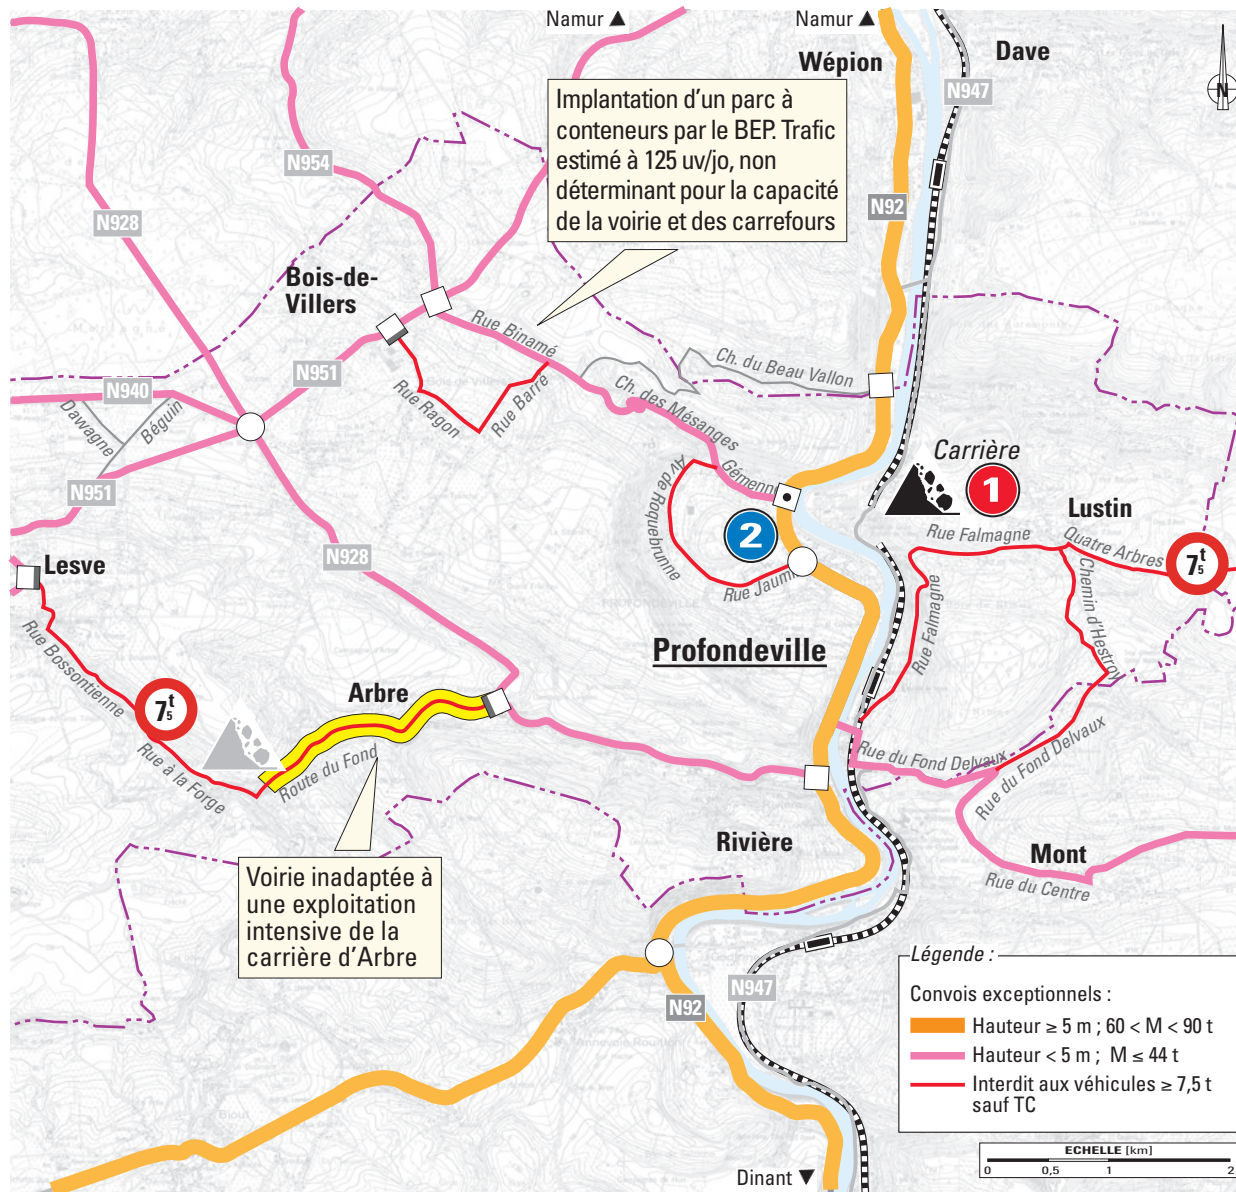 Namur ▲
Namur ▲
Wépion
Dave
N947
N
Implantation d’un parc à
conteneurs par le BEP. Trafic
estimé à 125 uv/jo, non
déterminant pour la capacité
de la voirie et des carrefours
N954
N928
N92
Bois-de-
Villers
Rue Binamé
Ch. du Beau Vallon
N951
N940
Ch. des Mésanges
Rue Ragon
Rue Barre
Dawagne
Béguin
Gémenne
Carrière
1
N951
Av de Roquebrunne
2
Lustin
Rue Falmagne
Quatre Arbres
7 t
5
N928
Lesve
Rue Jaumin
Chemin d’Hestroy
Rue Falmagne
Rue Bossontienne
Profondeville
Arbre
7 t
5
Rue à la Forge
Route du Fond
Rue du Fond Delvaux
Rue du Fond Delvaux
Rivière
Mont
Rue du Centre
Voirie inadaptée à
une exploitation
intensive de la
carrière d’Arbre
N92
N947
Légende :
Convois exceptionnels :
Hauteur ≥ 5 m ; 60 < M < 90 t
Hauteur < 5 m ; M ≤ 44 t
Interdit aux véhicules ≥ 7,5 t
sauf TC
ECHELLE [km]
0 0,5 1 2
Dinant ▼